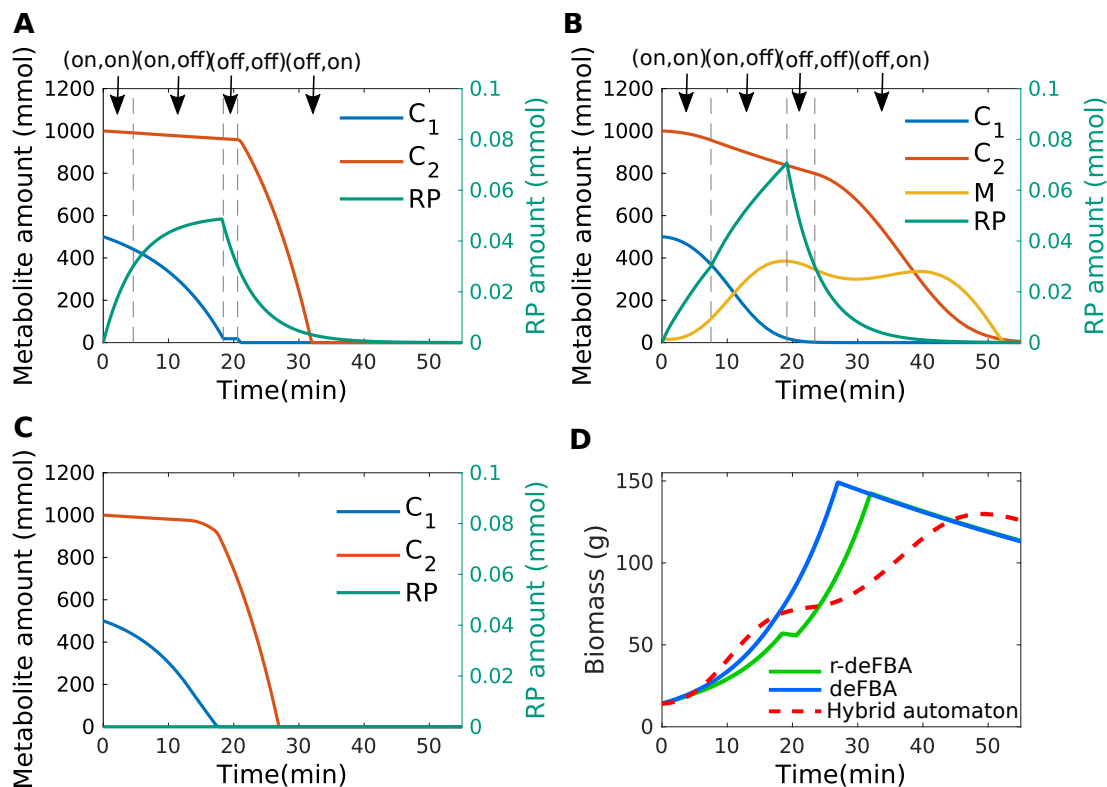 A
(on,on)(on,off)(off,off)(off,on)
Metabolite amount (mmol)
1200
1000
800
600
400
200
0
0 10 20 30 40 50
Time(min)
C1
C2
RP
0.1
0.08
0.06
0.04
0.02
0
RP amount (mmol)
B
(on,on)(on,off)(off,off)(off,on)
Metabolite amount (mmol)
1200
1000
800
600
400
200
0
0 10 20 30 40 50
Time(min)
C1
C2
M
RP
0.1
0.08
0.06
0.04
0.02
0
RP amount (mmol)
C
Metabolite amount (mmol)
1200
1000
800
600
400
200
0
0 10 20 30 40 50
Time(min)
C1
C2
RP
0.1
0.08
0.06
0.04
0.02
0
RP amount (mmol)
D
Biomass (g)
150
100
50
0
0 10 20 30 40 50
Time(min)
r-deFBA
deFBA
Hybrid automaton